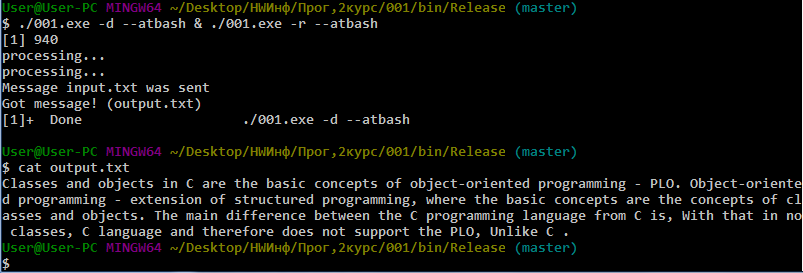 User@User-PC MINGW64 ~/Desktop/НWИнф/Прог,2курс/001/bin/Release (master)
$ ./001.exe -d --atbash & ./001.exe -r --atbash
[1] 940
processing...
processing...
Message input.txt was sent
Got message! (output.txt)
[1]+  Done                    ./001.exe -d --atbash

User@User-PC MINGW64 ~/Desktop/НWИнф/Прог,2курс/001/bin/Release (master)
$ cat output.txt
Classes and objects in C are the basic concepts of object-oriented programming - PLO. Object-oriente
d programming - extension of structured programming, where the basic concepts are the concepts of cl
asses and objects. The main difference between the C programming language from C is, With that in no
 classes, C language and therefore does not support the PLO, Unlike C .
User@User-PC MINGW64 ~/Desktop/НWИнф/Прог,2курс/001/bin/Release (master)
$